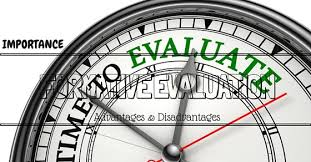 IMPORTANCE
TIME TO EVALUATE
FORMATIVE EVALUATION
Advantages & Disadvantages